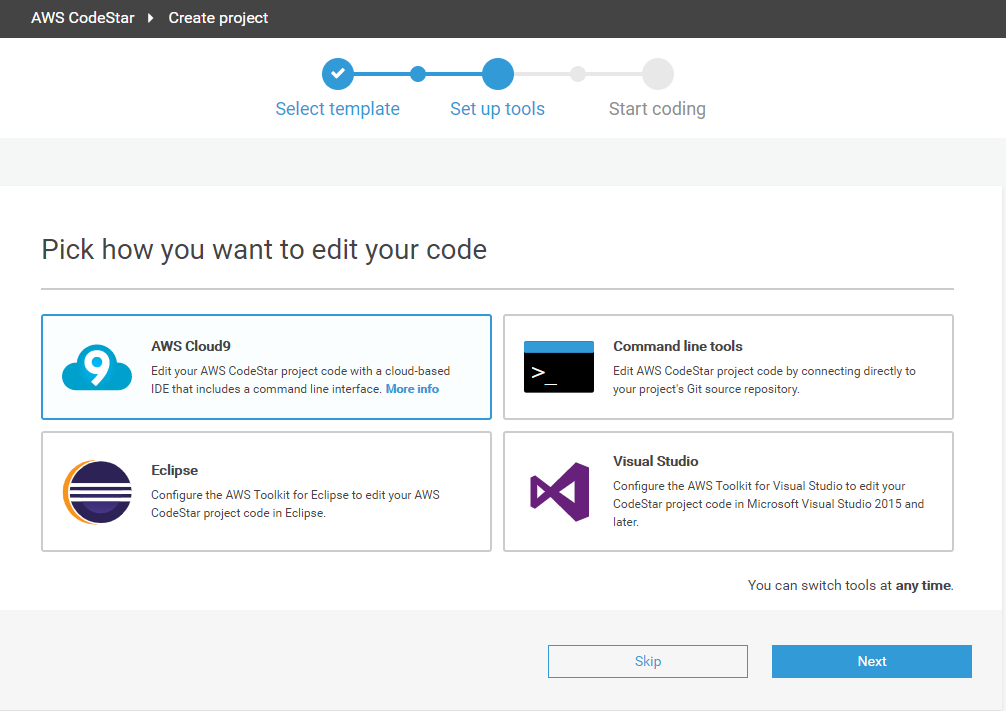 AWS CodeStar Create project
Select template
Set up tools
Start coding
Pick how you want to edit your code
9
AWS Cloud9
Edit your AWS CodeStar project code with a cloud-based
IDE that includes a command line interface. More info
>_
Command line tools
Edit AWS CodeStar project code by connecting directly to
your project's Git source repository.
Eclipse
Configure the AWS Toolkit for Eclipse to edit your AWS
CodeStar project code in Eclipse.
Visual Studio
Configure the AWS Toolkit for Visual Studio to edit your
CodeStar project code in Microsoft Visual Studio 2015 and
later.
You can switch tools at any time.
Skip
Next